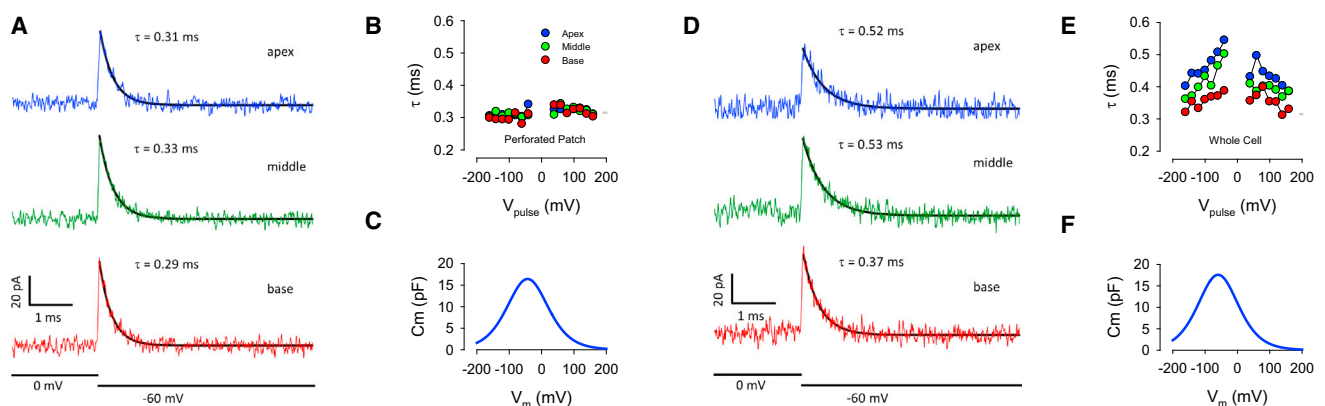 A
τ = 0.31 ms
apex
τ = 0.33 ms
middle
τ = 0.29 ms
base
20 pA
1 ms
0 mV
-60 mV
B
0.6
0.5
0.4
0.3
0.2
τ (ms)
Apex
Middle
Base
Perforated Patch
-200 -100 0 100 200
Vpulse (mV)
C
20
15
10
5
0
Cm (pF)
-200 -100 0 100 200
Vm (mV)
D
τ = 0.52 ms
apex
τ = 0.53 ms
middle
τ = 0.37 ms
base
20 pA
1 ms
0 mV
-60 mV
E
0.6
0.5
0.4
0.3
0.2
τ (ms)
Whole Cell
-200 -100 0 100 200
Vpulse (mV)
F
20
15
10
5
0
Cm (pF)
-200 -100 0 100 200
Vm (mV)